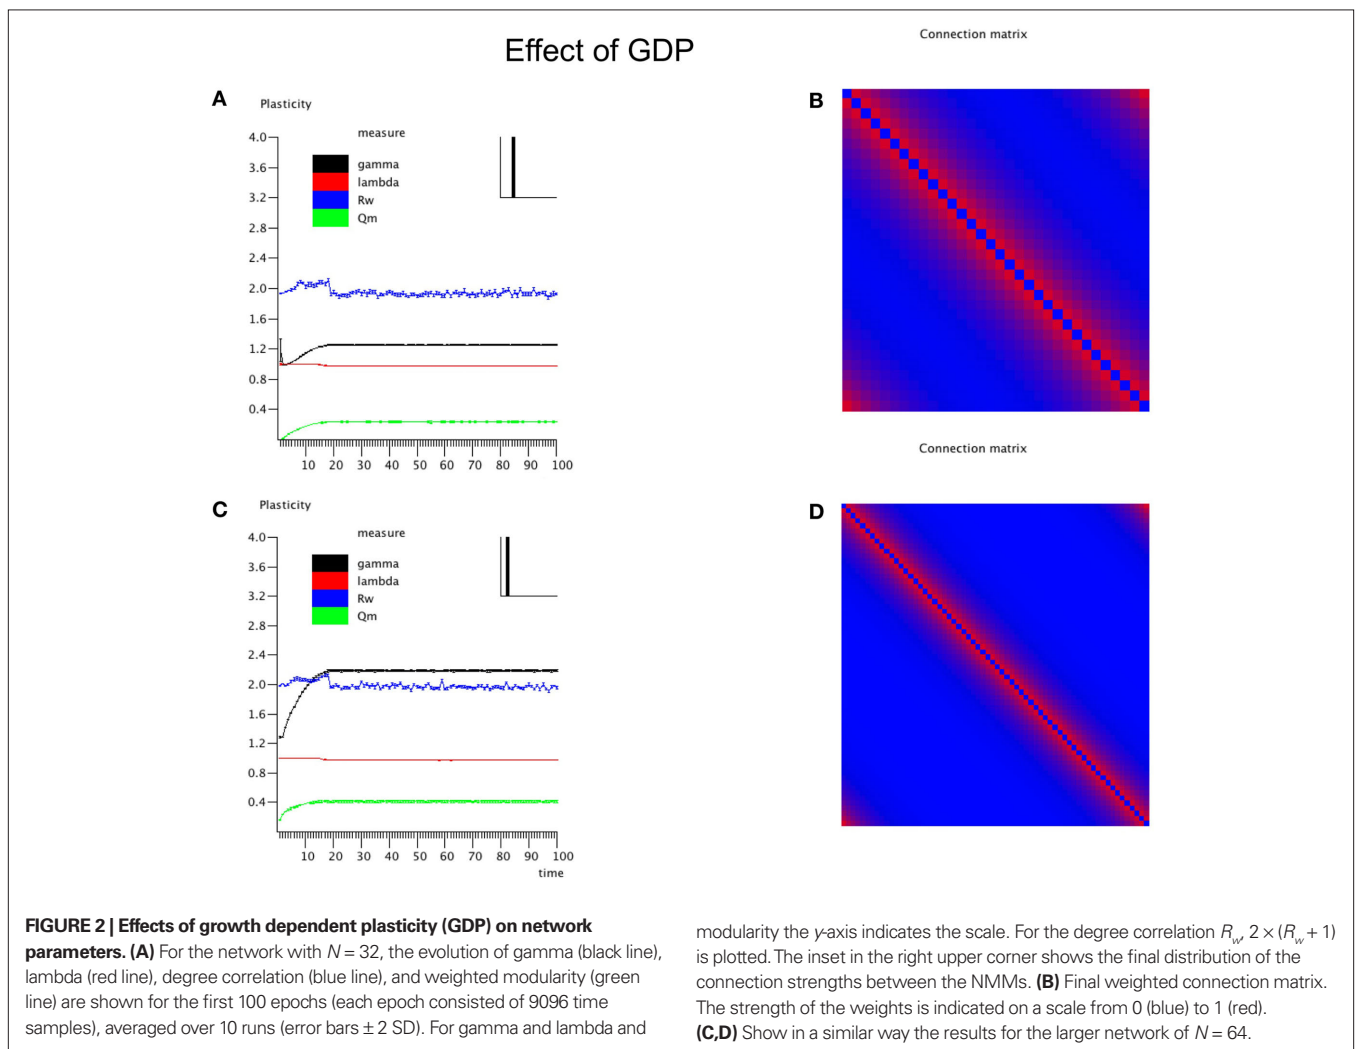 Effect of GDP
Connection matrix
A
Plasticity
measure
gamma
lambda
Rw
Qm
4.0
3.6
3.2
2.8
2.4
2.0
1.6
1.2
0.8
0.4
10 20 30 40 50 60 70 80 90 100
B
Connection matrix
C
Plasticity
measure
gamma
lambda
Rw
Qm
4.0
3.6
3.2
2.8
2.4
2.0
1.6
1.2
0.8
0.4
10 20 30 40 50 60 70 80 90 100
time
D
FIGURE 2 | Effects of growth dependent plasticity (GDP) on network
parameters. (A) For the network with N = 32, the evolution of gamma (black line),
lambda (red line), degree correlation (blue line), and weighted modularity (green
line) are shown for the first 100 epochs (each epoch consisted of 9096 time
samples), averaged over 10 runs (error bars ± 2 SD). For gamma and lambda and
modularity the y-axis indicates the scale. For the degree correlation Rw, 2 × (Rw + 1)
is plotted. The inset in the right upper corner shows the final distribution of the
connection strengths between the NMMs. (B) Final weighted connection matrix.
The strength of the weights is indicated on a scale from 0 (blue) to 1 (red).
(C,D) Show in a similar way the results for the larger network of N = 64.